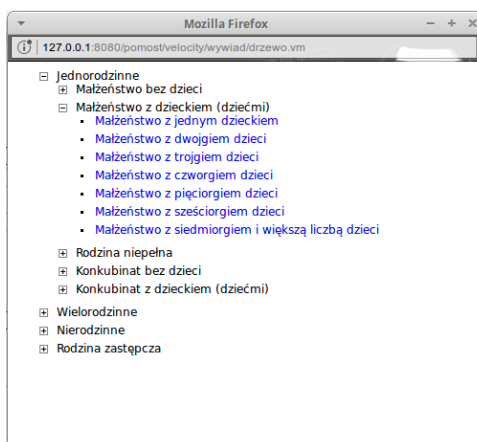 Mozilla Firefox
127.0.0.1:8080/pomost/velocity/wywiad/drzewo.vm
Jednorodzinne
Małżeństwo bez dzieci
Małżeństwo z dzieckiem (dziećmi)
Małżeństwo z jednym dzieckiem
Małżeństwo z dwojgiem dzieci
Małżeństwo z trojgiem dzieci
Małżeństwo z czworgiem dzieci
Małżeństwo z pięciorgiem dzieci
Małżeństwo z sześciorgiem dzieci
Małżeństwo z siedmiorgiem i większą liczbą dzieci
Rodzina niepełna
Konkubinat bez dzieci
Konkubinat z dzieckiem (dziećmi)
Wielorodzinne
Nierodzinne
Rodzina zastępcza